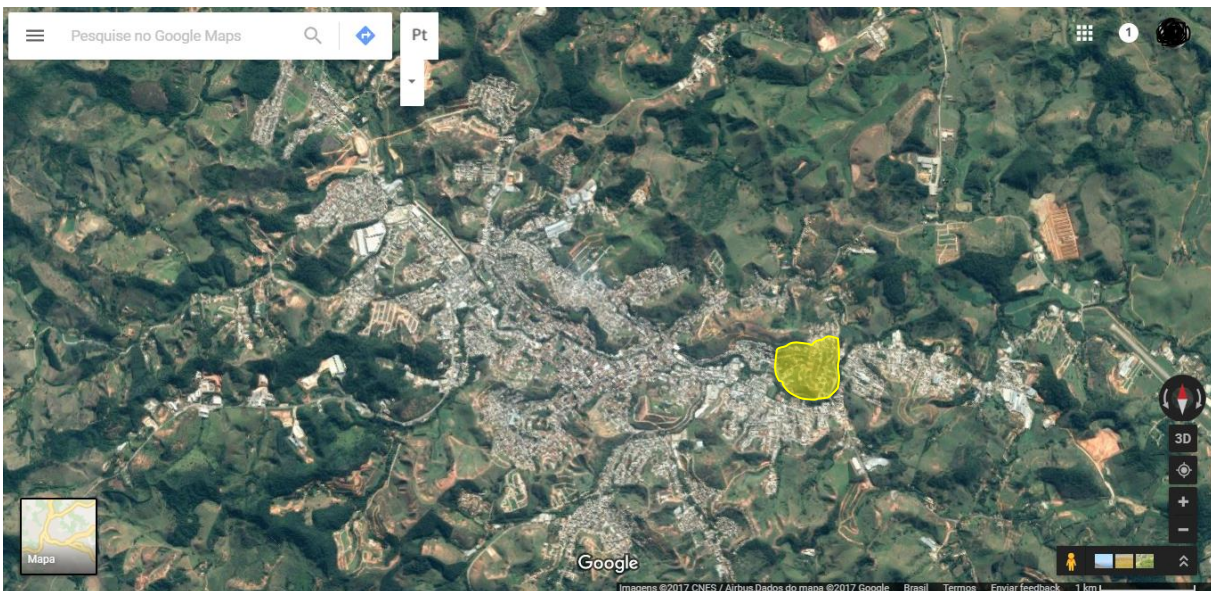 Pesquise no Google Maps
Pt
1
3D
Mapa
Google
Imagens ©2017 CNES / Airbus,Dados do mapa ©2017 Google Brasil Termos Enviar feedback 1 km